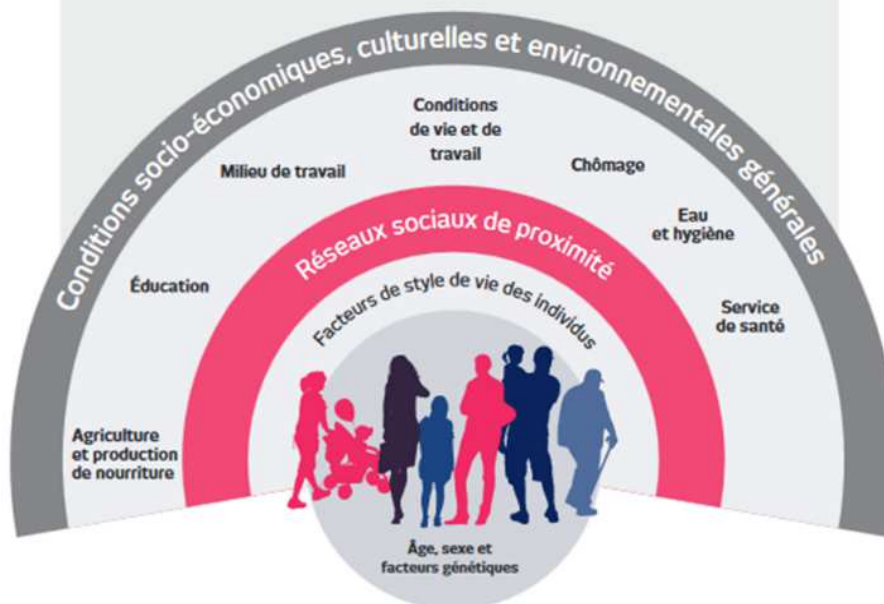 Conditions socio-économiques, culturelles et environnementales générales
Conditions
de vie et de
travail
Milieu de travail
Chômage
Eau
et hygiène
Éducation
Service
de santé
Agriculture
et production
de nourriture
Réseaux sociaux de proximité
Facteurs de style de vie des individus
Âge, sexe et
facteurs génétiques